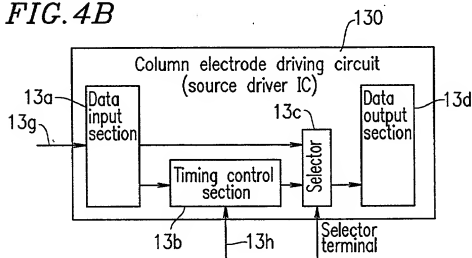 FIG.4B
130
Column electrode driving circuit
(source driver IC)
13a
Data
input
section
13g
13c
Selector
Data
output
section
13d
Timing control
section
13b
13h
Selector
terminal